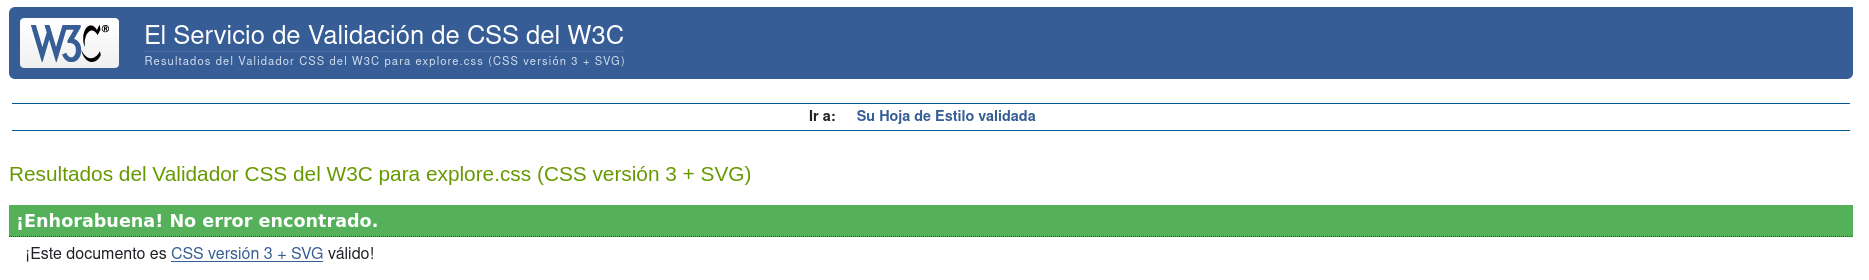 W3C®
El Servicio de Validación de CSS del W3C
Resultados del Validador CSS del W3C para explore.css (CSS versión 3 + SVG)
Ir a: Su Hoja de Estilo validada
Resultados del Validador CSS del W3C para explore.css (CSS versión 3 + SVG)
¡Enhorabuena! No error encontrado.
¡Este documento es CSS versión 3 + SVG válido!